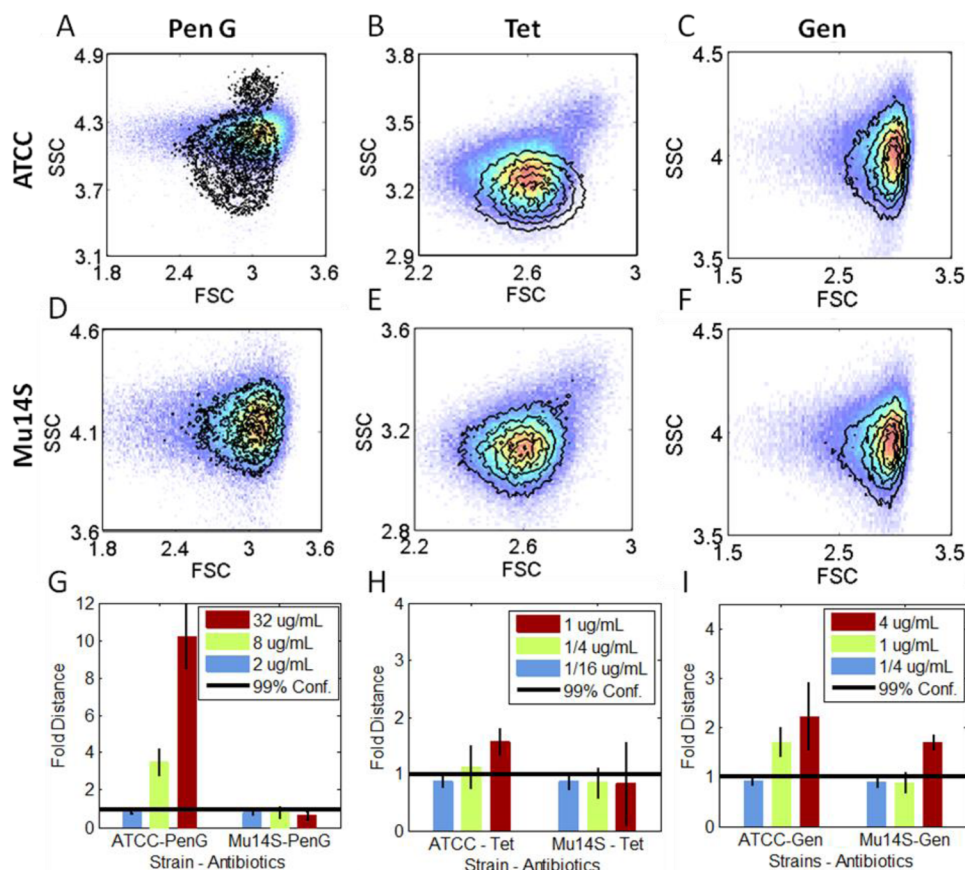 A Pen G B Tet C Gen
ATCC
4.9
4.3
3.7
3.1
SSC
1.8 2.4 3 3.6
FSC
3.8
3.5
3.2
2.9
SSC
2.2 2.6 3
FSC
4.5
4
3.5
SSC
1.5 2.5 3.5
FSC
Mu14S
D
4.6
4.1
3.6
SSC
1.8 2.4 3 3.6
FSC
E
3.6
3.2
2.8
SSC
2.2 2.6 3
FSC
F
4.5
4
3.5
SSC
1.5 2.5 3.5
FSC
G
12
10
8
6
4
2
1
0
Fold Distance
32 ug/mL
8 ug/mL
2 ug/mL
99% Conf.
ATCC-PenG Mu14S-PenG
Strain - Antibiotics
H
4
3
2
1
0
Fold Distance
1 ug/mL
1/4 ug/mL
1/16 ug/mL
99% Conf.
ATCC - Tet Mu14S - Tet
Strain - Antibiotics
I
4
3
2
1
0
Fold Distance
4 ug/mL
1 ug/mL
1/4 ug/mL
99% Conf.
ATCC-Gen Mu14S-Gen
Strains - Antibiotics